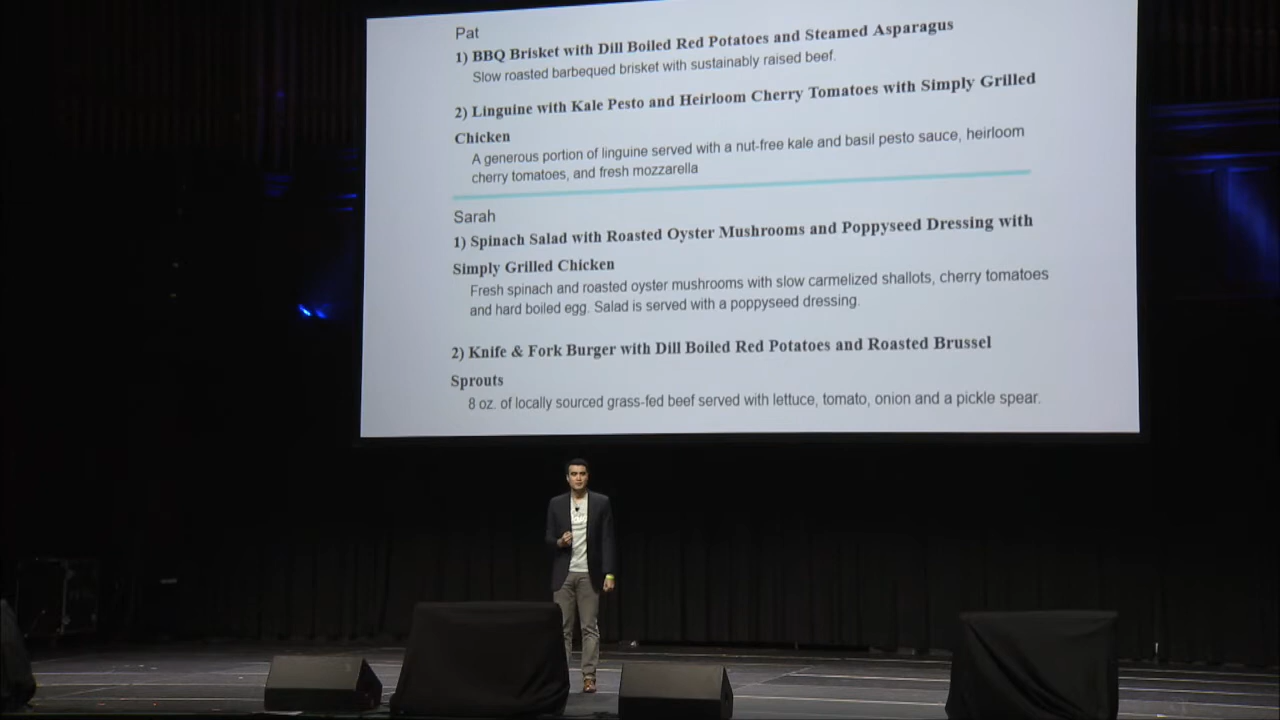 Pat
1) BBQ Brisket with Dill Boiled Red Potatoes and Steamed Asparagus
Slow roasted barbequed brisket with sustainably raised beef.
2) Linguine with Kale Pesto and Heirloom Cherry Tomatoes with Simply Grilled
Chicken
A generous portion of linguine served with a nut-free kale and basil pesto sauce, heirloom
cherry tomatoes, and fresh mozzarella
Sarah
1) Spinach Salad with Roasted Oyster Mushrooms and Poppyseed Dressing with
Simply Grilled Chicken
Fresh spinach and roasted oyster mushrooms with slow carmelized shallots, cherry tomatoes
and hard boiled egg. Salad is served with a poppyseed dressing.
2) Knife & Fork Burger with Dill Boiled Red Potatoes and Roasted Brussel
Sprouts
8 oz. of locally sourced grass-fed beef served with lettuce, tomato, onion and a pickle spear.